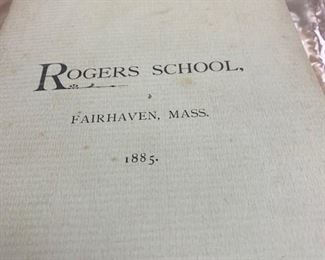 ROGERS SCHOOL,
FAIRHAVEN, MASS.
1885.